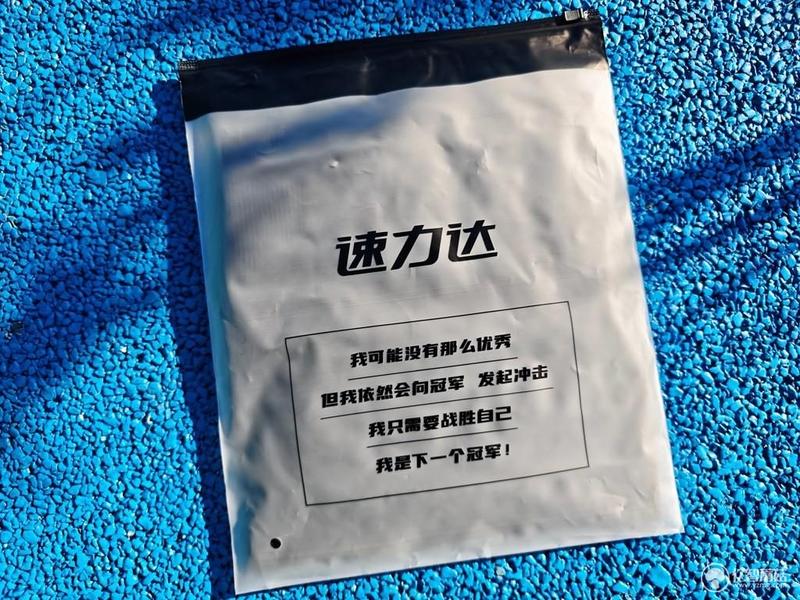 速力达
我可能没有那么优秀
但我依然会向冠军 发起冲击
我只需要战胜自己
我是下一个冠军!